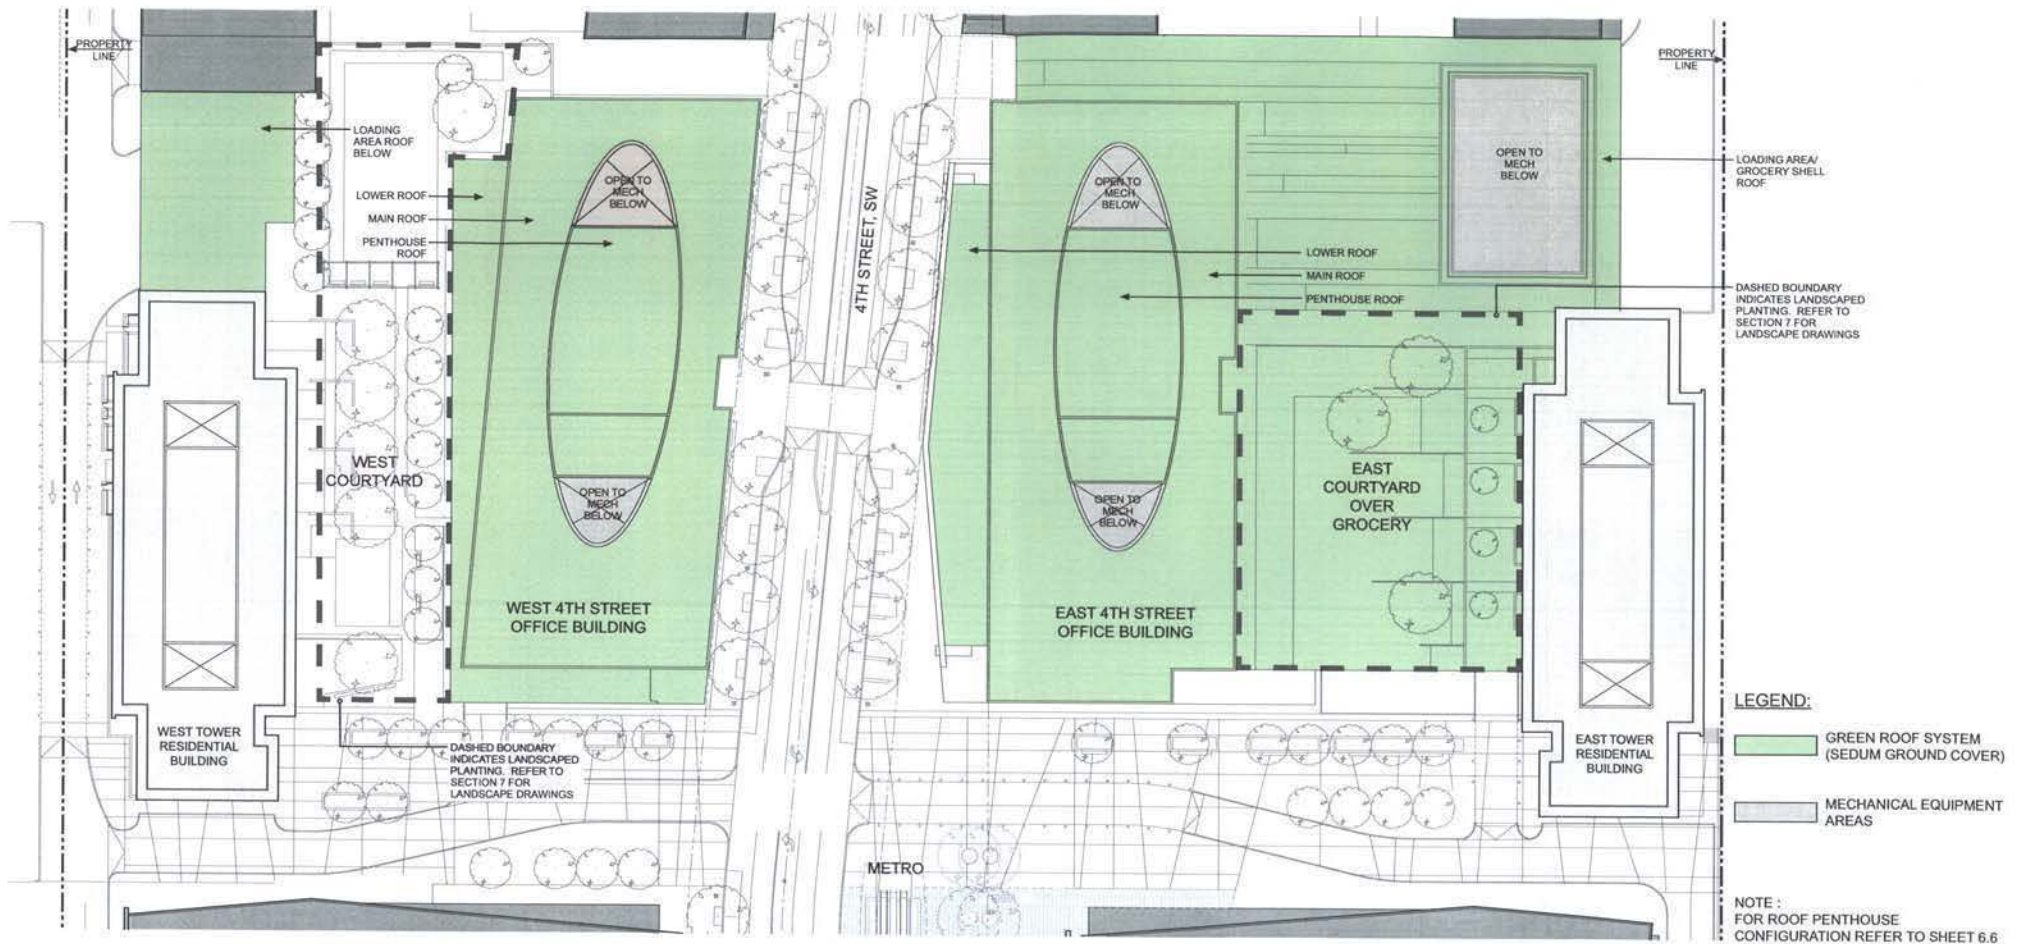 PROPERTY
LINE
LOADING
AREA ROOF
BELOW
LOWER ROOF
MAIN ROOF
PENTHOUSE
ROOF
OPEN TO
MECH
BELOW
OPEN TO
MECH
BELOW
WEST
COURTYARD
WEST 4TH STREET
OFFICE BUILDING
WEST TOWER
RESIDENTIAL
BUILDING
DASHED BOUNDARY
INDICATES LANDSCAPED
PLANTING. REFER TO
SECTION 7 FOR
LANDSCAPE DRAWINGS
4TH STREET, SW
OPEN TO
MECH
BELOW
OPEN TO
MECH
BELOW
LOWER ROOF
MAIN ROOF
PENTHOUSE ROOF
EAST 4TH STREET
OFFICE BUILDING
OPEN TO
MECH
BELOW
EAST
COURTYARD
OVER
GROCERY
EAST TOWER
RESIDENTIAL
BUILDING
METRO
PROPERTY
LINE
LOADING AREA/
GROCERY SHELL
ROOF
DASHED BOUNDARY
INDICATES LANDSCAPED
PLANTING. REFER TO
SECTION 7 FOR
LANDSCAPE DRAWINGS
LEGEND:
GREEN ROOF SYSTEM
(SEDUM GROUND COVER)
MECHANICAL EQUIPMENT
AREAS
NOTE :
FOR ROOF PENTHOUSE
CONFIGURATION REFER TO SHEET 6.6